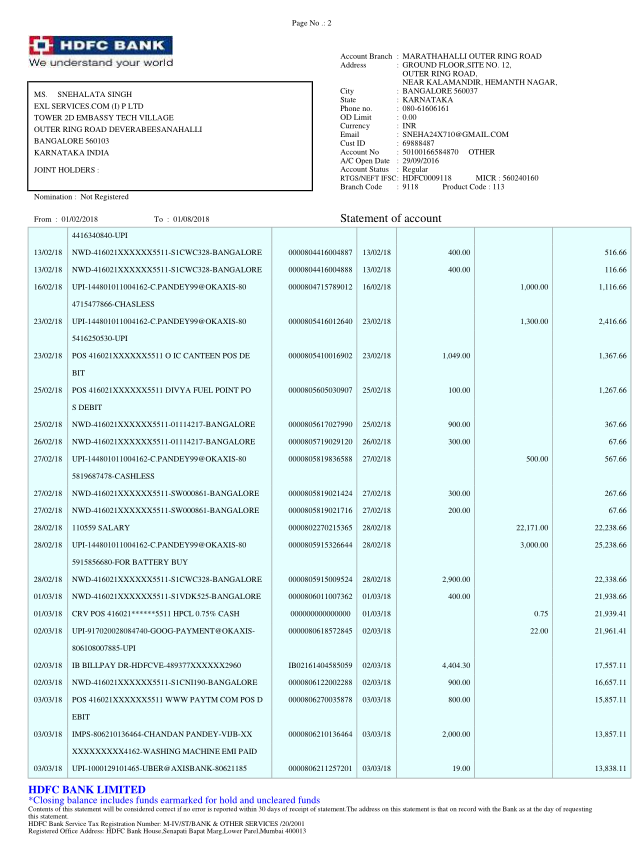 Page No .: 2
HDFC BANK
We understand your world
MS. SNEHALATA SINGH
EXL SERVICES.COM (I) P LTD
TOWER 2D EMBASSY TECH VILLAGE
OUTER RING ROAD DEVERABEESANAHALLI
BANGALORE 560103
KARNATAKA INDIA
JOINT HOLDERS :
Nomination : Not Registered
From : 01/02/2018 To : 01/08/2018
Account Branch : MARATHAHALLI OUTER RING ROAD
Address : GROUND FLOOR,SITE NO. 12,
OUTER RING ROAD,
NEAR KALAMANDIR, HEMANTH NAGAR,
City : BANGALORE 560037
State : KARNATAKA
Phone no. : 080-61606161
OD Limit : 0.00
Currency : INR
Email : SNEHA24X710@GMAIL.COM
Cust ID : 69888487
Account No : 50100166584870 OTHER
A/C Open Date : 29/09/2016
Account Status : Regular
RTGS/NEFT IFSC: HDFC0009118 MICR : 560240160
Branch Code : 9118 Product Code : 113
Statement of account
4416340840-UPI
13/02/18 NWD-416021XXXXXX5511-S1CWC328-BANGALORE 0000804416004887 13/02/18 400.00 516.66
13/02/18 NWD-416021XXXXXX5511-S1CWC328-BANGALORE 0000804416004888 13/02/18 400.00 116.66
16/02/18 UPI-144801011004162-C.PANDEY99@OKAXIS-80 0000804715789012 16/02/18 1,000.00 1,116.66
4715477866-CHASLESS
23/02/18 UPI-144801011004162-C.PANDEY99@OKAXIS-80 0000805416012640 23/02/18 1,300.00 2,416.66
5416250530-UPI
23/02/18 POS 416021XXXXXX5511 O IC CANTEEN POS DE 0000805410016902 23/02/18 1,049.00 1,367.66
BIT
25/02/18 POS 416021XXXXXX5511 DIVYA FUEL POINT PO 0000805605030907 25/02/18 100.00 1,267.66
S DEBIT
25/02/18 NWD-416021XXXXXX5511-01114217-BANGALORE 0000805617027990 25/02/18 900.00 367.66
26/02/18 NWD-416021XXXXXX5511-01114217-BANGALORE 0000805719029120 26/02/18 300.00 67.66
27/02/18 UPI-144801011004162-C.PANDEY99@OKAXIS-80 0000805819836588 27/02/18 500.00 567.66
5819687478-CASHLESS
27/02/18 NWD-416021XXXXXX5511-SW000861-BANGALORE 0000805819021424 27/02/18 300.00 267.66
27/02/18 NWD-416021XXXXXX5511-SW000861-BANGALORE 0000805819021716 27/02/18 200.00 67.66
28/02/18 110559 SALARY 0000802270215365 28/02/18 22,171.00 22,238.66
28/02/18 UPI-144801011004162-C.PANDEY99@OKAXIS-80 0000805915326644 28/02/18 3,000.00 25,238.66
5915856680-FOR BATTERY BUY
28/02/18 NWD-416021XXXXXX5511-S1CWC328-BANGALORE 0000805915009524 28/02/18 2,900.00 22,338.66
01/03/18 NWD-416021XXXXXX5511-S1VDK525-BANGALORE 0000806011007362 01/03/18 400.00 21,938.66
01/03/18 CRV POS 416021******5511 HPCL 0.75% CASH 0000000000000000 01/03/18 0.75 21,939.41
02/03/18 UPI-917020028084740-GOOG-PAYMENT@OKAXIS- 0000080618572845 02/03/18 22.00 21,961.41
806108007885-UPI
02/03/18 IB BILLPAY DR-HDFCVE-489377XXXXXX2960 IB02161404585059 02/03/18 4,404.30 17,557.11
02/03/18 NWD-416021XXXXXX5511-S1CNI190-BANGALORE 0000806122002288 02/03/18 900.00 16,657.11
03/03/18 POS 416021XXXXXX5511 WWW PAYTM COM POS D 0000806270035878 03/03/18 800.00 15,857.11
EBIT
03/03/18 IMPS-806210136464-CHANDAN PANDEY-VIJB-XX 0000806210136464 03/03/18 2,000.00 13,857.11
XXXXXXXXX4162-WASHING MACHINE EMI PAID
03/03/18 UPI-1000129101465-UBER@AXISBANK-80621185 0000806211257201 03/03/18 19.00 13,838.11
HDFC BANK LIMITED
*Closing balance includes funds earmarked for hold and uncleared funds
Contents of this statement will be considered correct if no error is reported within 30 days of receipt of statement.The address on this statement is that on record with the Bank as at the day of requesting
this statement.
HDFC Bank Service Tax Registration Number: M-IV/ST/BANK & OTHER SERVICES /20/2001
Registered Office Address: HDFC Bank House,Senapati Bapat Marg,Lower Parel,Mumbai 400013